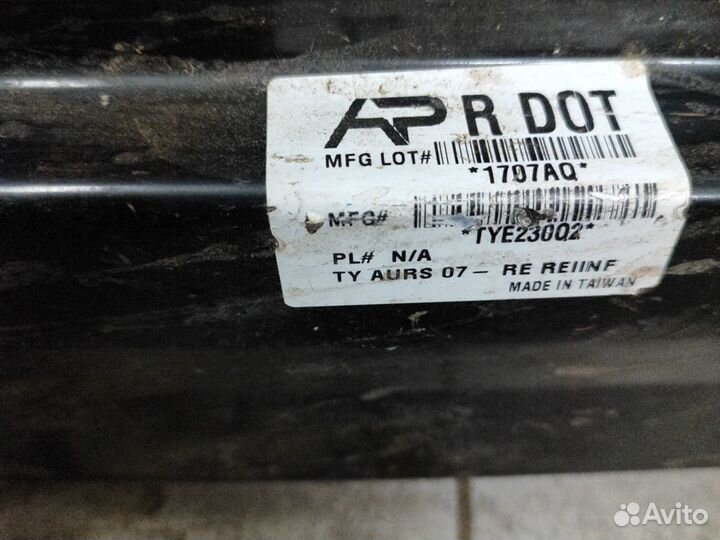 AP R DOT
MFG LOT#
*1707AQ*
MFG#
*TYE230Q2*
PL# N/A
TY AURS 07 - RE REIINF
MADE IN TAIWAN
Avito